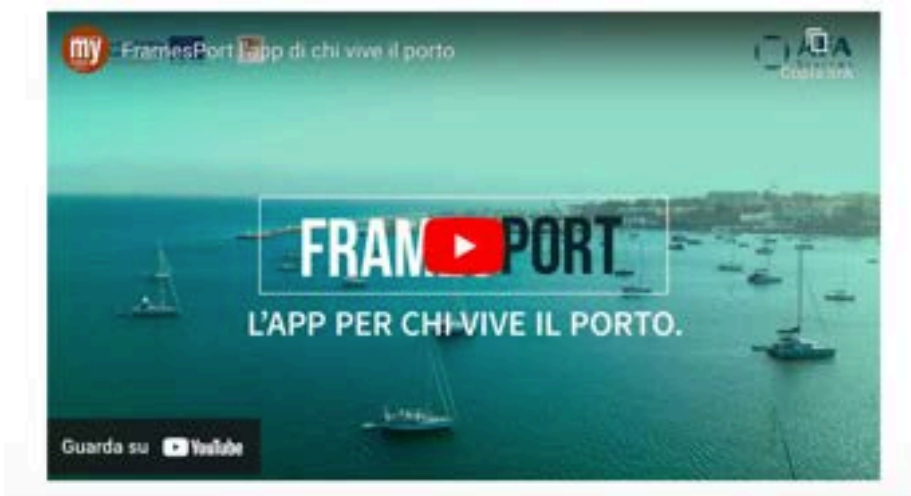 my FramesPort l'app di chi vive il porto
Copia link
PORT
L'APP PER CHI VIVE IL PORTO.
Guarda su YouTube